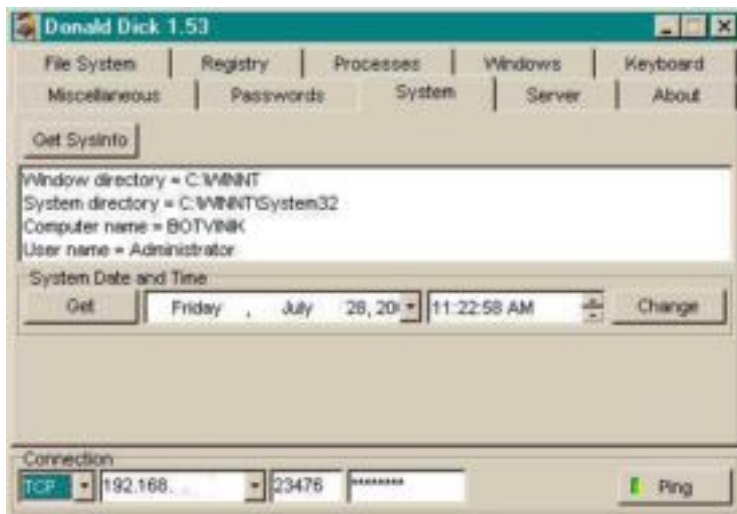 Donald Dick 1.53
File System Registry Processes Windows Keyboard
Miscellaneous Passwords System Server About
Get SysInfo
Window directory = C:\WINNT
System directory = C:\WINNT\System32
Computer name = BOTVINIK
User name = Administrator
System Date and Time
Get Friday , July 28, 20 11:22:58 AM Change
Connection
TCP 192.168. 23476 ******** Ping